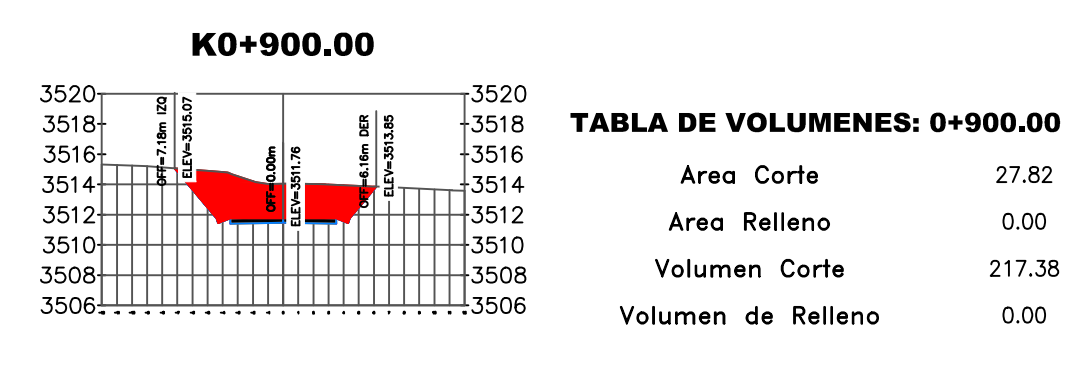 K0+900.00
3520
3518
3516
3514
3512
3510
3508
3506
OFF=7.18m IZQ
ELEV=3515.07
OFF=0.00m
ELEV=3511.76
OFF=6.16m DER
ELEV=3513.85
3520
3518
3516
3514
3512
3510
3508
3506
TABLA DE VOLUMENES: 0+900.00
Area Corte 27.82
Area Relleno 0.00
Volumen Corte 217.38
Volumen de Relleno 0.00